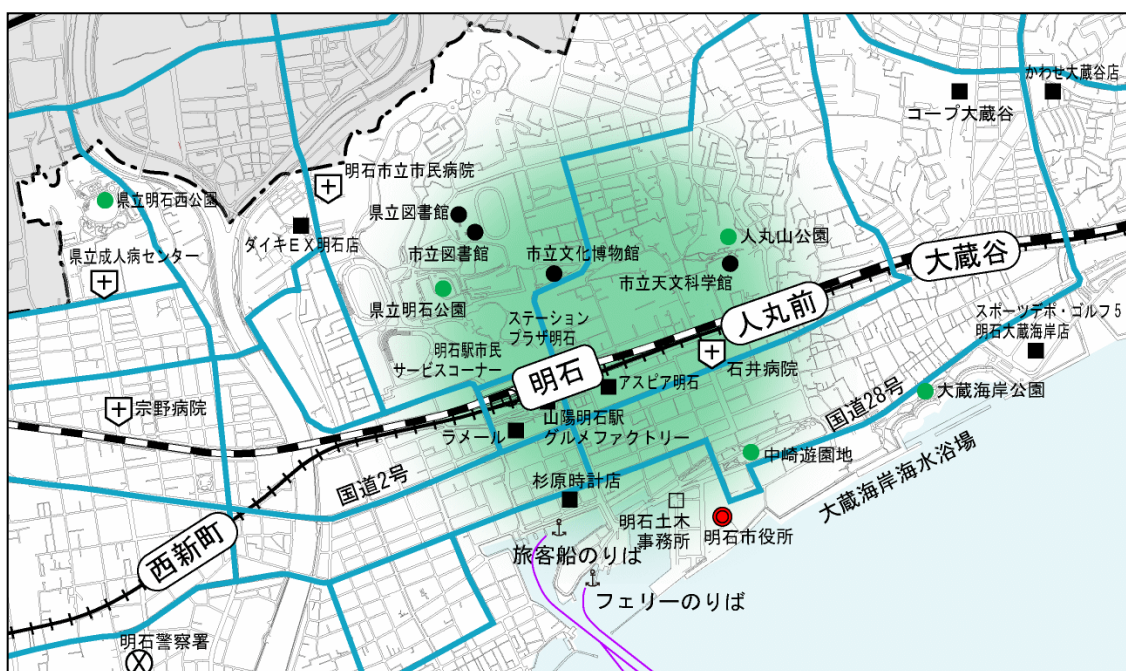 かわせ大蔵谷店
コープ大蔵谷
明石市立市民病院
県立明石西公園
県立図書館
ダイキEX明石店
人丸山公園
県立成人病センター
市立図書館
市立文化博物館
大蔵谷
市立天文科学館
県立明石公園
スポーツデポ・ゴルフ5
明石大蔵海岸店
人丸前
ステーション
プラザ明石
明石駅市民
サービスコーナー
明石
石井病院
アスピア明石
大蔵海岸公園
宗野病院
国道28号
山陽明石駅
グルメファクトリー
ラメール
中崎遊園地
大蔵海岸海水浴場
国道2号
杉原時計店
明石土木
事務所
明石市役所
西新町
旅客船のりば
フェリーのりば
明石警察署